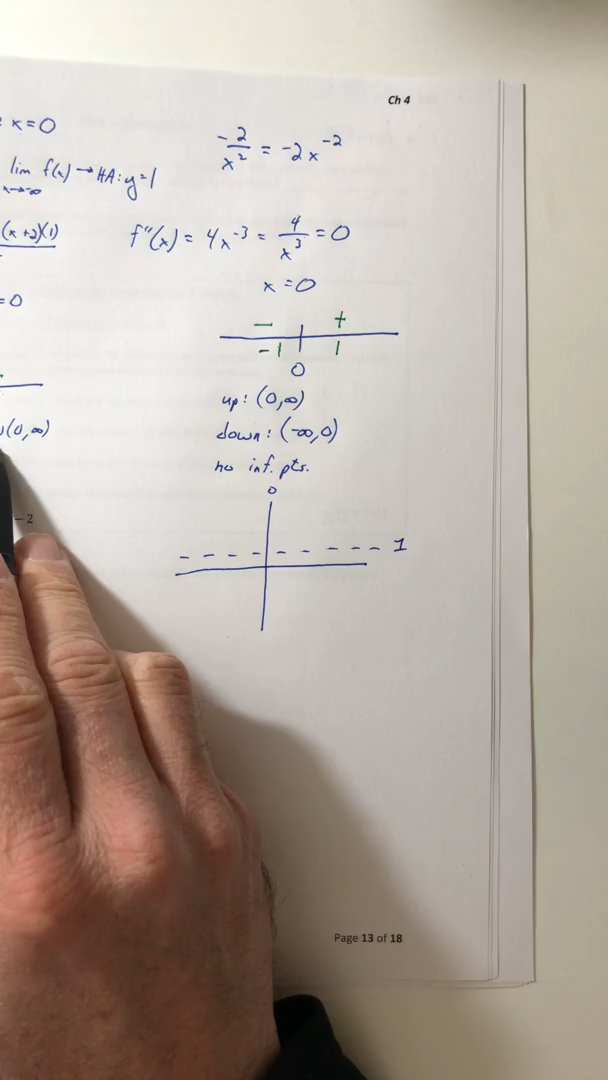 Ch 4
: x=0
lim f(x) → HA: y=1
x→-∞
(x+2)(1)
=0
∪(0,∞)
- 2
-2/x² = -2x⁻²
f''(x) = 4x⁻³ = 4/x³ = 0
x = 0
- +
-1 1
0
up: (0,∞)
down: (-∞,0)
no inf. pts.
0
1
Page 13 of 18